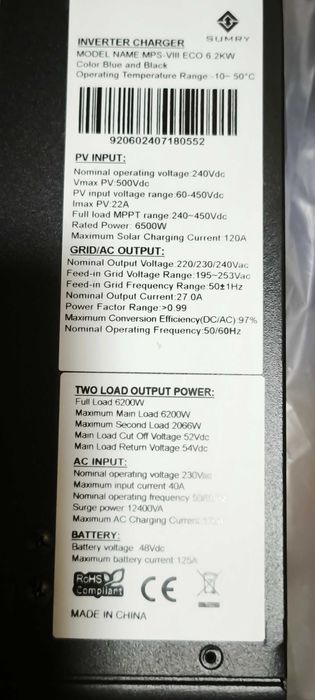 SUMRY
INVERTER CHARGER
MODEL NAME MPS-VIII ECO 6.2KW
Color Blue and Black
Operating Temperature Range -10~ 50°C
920602407180552
PV INPUT:
Nominal operating voltage:240Vdc
Vmax PV:500Vdc
PV input voltage range:60-450Vdc
Imax PV:22A
Full load MPPT range 240~450Vdc
Rated Power: 6500W
Maximum Solar Charging Current 120A
GRID/AC OUTPUT:
Nominal Output Voltage:220/230/240Vac
Feed-in Grid Voltage Range:195~253Vac
Feed-in Grid Frequency Range:50±1Hz
Nominal Output Current:27.0A
Power Factor Range:>0.99
Maximum Conversion Efficiency(DC/AC) 97%
Nominal Operating Frequency:50/60Hz
TWO LOAD OUTPUT POWER:
Full Load 6200W
Maximum Main Load 6200W
Maximum Second Load 2066W
Main Load Cut Off Voltage 52Vdc
Main Load Return Voltage 54Vdc
AC INPUT:
Nominal operating voltage 230Vac
Maximum input current 40A
Nominal operating frequency
Surge power 12400VA
Maximum AC Charging Current
BATTERY:
Battery voltage 48Vdc
Maximum battery current 125A
RoHS
Compliant
CE
MADE IN CHINA